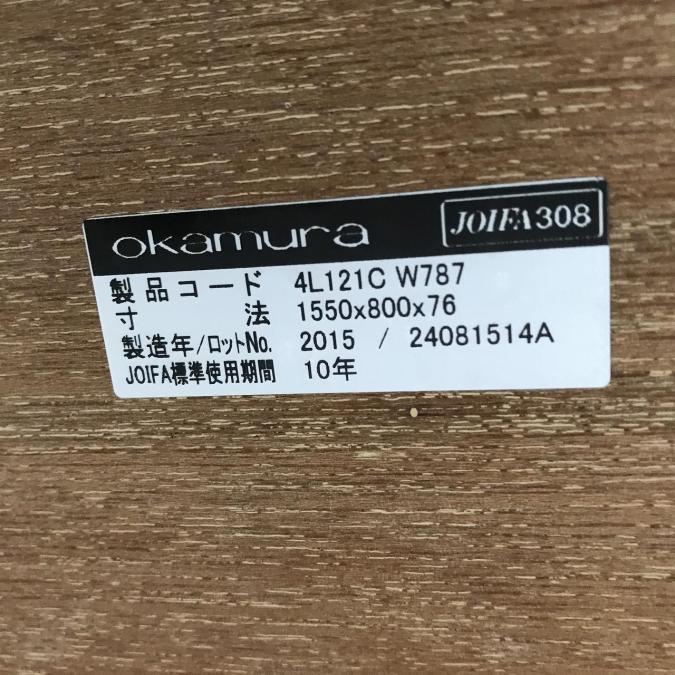 okamura JOIFA308
製品コード 4L121C W787
寸法 1550x800x76
製造年/ロットNo. 2015 / 24081514A
JOIFA標準使用期間 10年